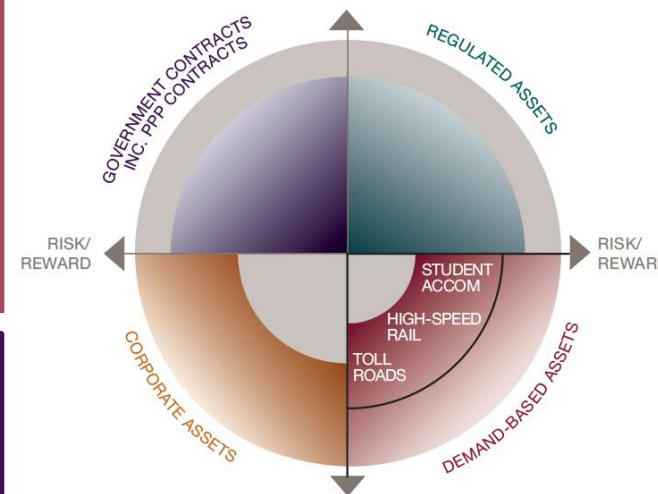 GOVERNMENT CONTRACTS
INC. PPP CONTRACTS
REGULATED ASSETS
RISK/
REWARD
RISK/
REWAR
STUDENT
ACCOM
HIGH-SPEED
RAIL
TOLL
ROADS
CORPORATE ASSETS
DEMAND-BASED ASSETS